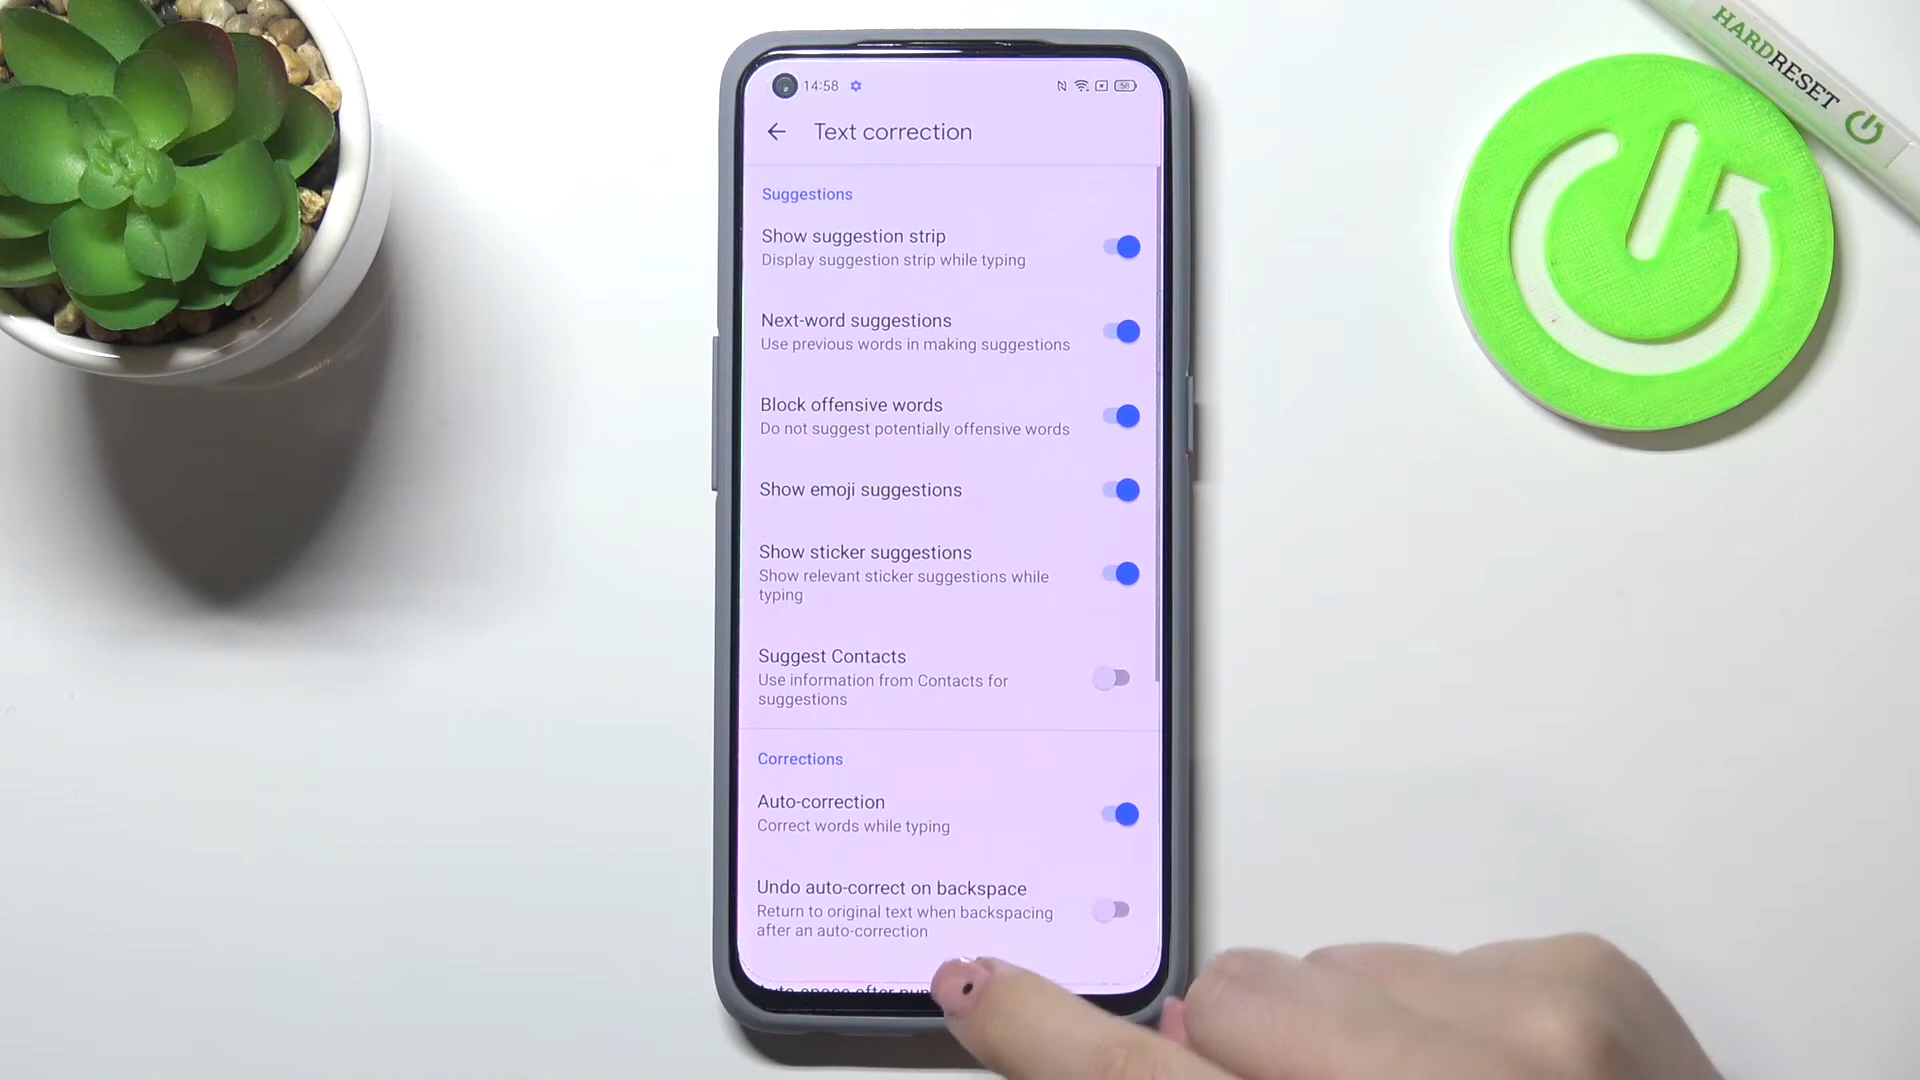 14:58
58
Text correction
Suggestions
Show suggestion strip
Display suggestion strip while typing
Next-word suggestions
Use previous words in making suggestions
Block offensive words
Do not suggest potentially offensive words
Show emoji suggestions
Show sticker suggestions
Show relevant sticker suggestions while
typing
Suggest Contacts
Use information from Contacts for
suggestions
Corrections
Auto-correction
Correct words while typing
Undo auto-correct on backspace
Return to original text when backspacing
after an auto-correction
HARDRESET